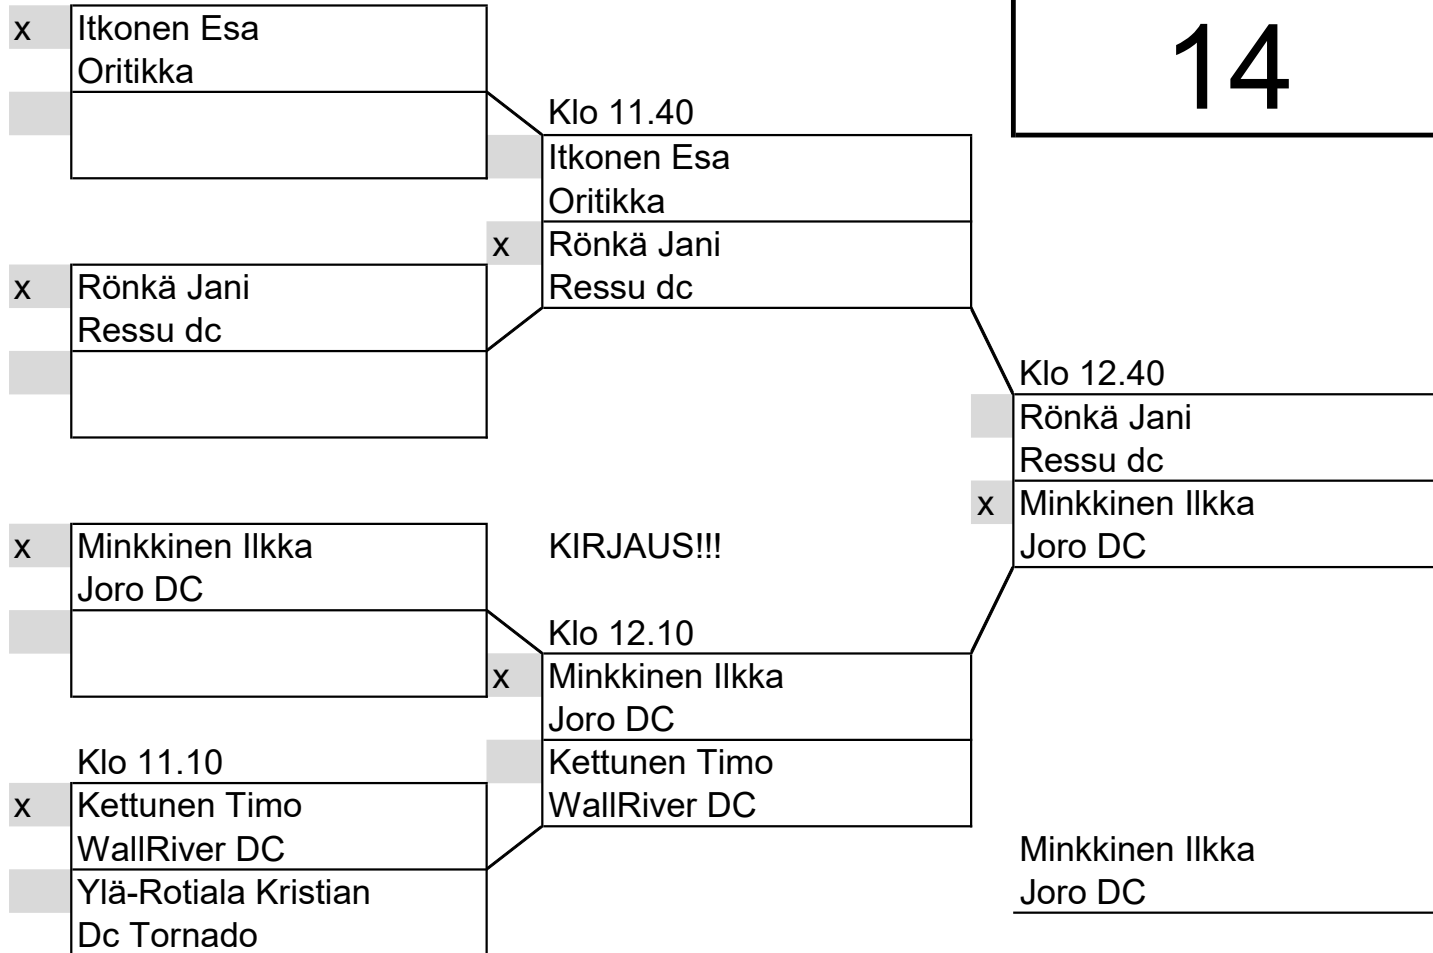 x Itkonen Esa
Oritikka
x Rönkä Jani
Ressu dc
x Minkkinen Ilkka
Joro DC
Klo 11.10
x Kettunen Timo
WallRiver DC
Ylä-Rotiala Kristian
Dc Tornado
Klo 11.40
Itkonen Esa
Oritikka
x Rönkä Jani
Ressu dc
KIRJAUS!!!
Klo 12.10
x Minkkinen Ilkka
Joro DC
Kettunen Timo
WallRiver DC
14
Klo 12.40
Rönkä Jani
Ressu dc
x Minkkinen Ilkka
Joro DC
Minkkinen Ilkka
Joro DC